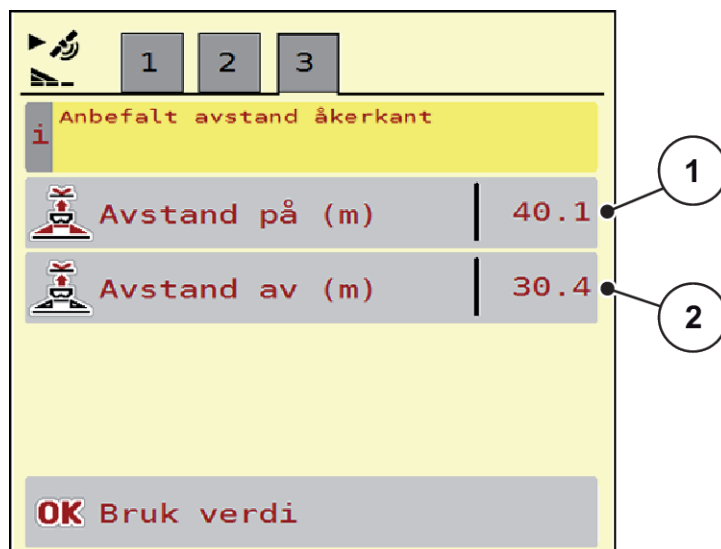 1 2 3
i Anbefalt avstand åkerkant
Avstand på (m) 40.1
1
Avstand av (m) 30.4
2
OK Bruk verdi